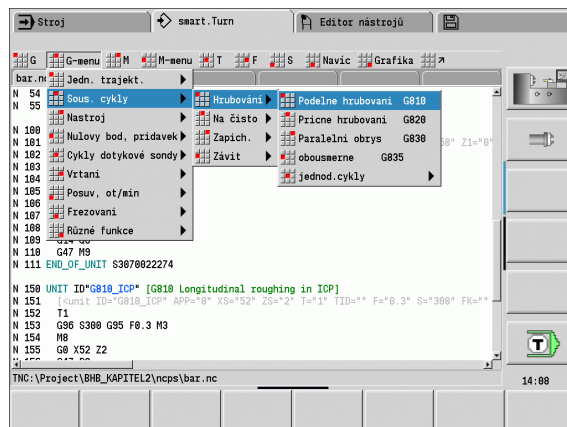 Stroj smart.Turn Editor nástrojů
G G-menu M M-menu T F S Navíc Grafika
bar.n
Jedn. trajekt.
N 54 Sous. cykly Hrubování Podelne hrubovani G810
N 55
Nastroj Na čisto Pricne hrubovani G820
N 100
N 101 Nulovy bod, pridavek Zapich. Paralelni obrys G830 50" Z1="0"
N 102 Cykly dotykové sondy Závit obousmerne G835
N 103
N 104 Vrtani jednod.cykly
N 105
N 106 Posuv, ot/min
N 107 Frezovani
N 108
N 109 Různé funkce
N 110 G47 M9
N 111 END_OF_UNIT S3070022274
N 150 UNIT ID"G810_ICP" [G810 Longitudinal roughing in ICP]
N 151 [<unit ID="G810_ICP" APP="0" XS="52" ZS="2" T="1" TID="" F="0.3" S="300" FK=""
N 152 T1
N 153 G96 S300 G95 F0.3 M3
N 154 M8
N 155 G0 X52 Z2
TNC:\Project\BHB_KAPITEL2\ncps\bar.nc
T
14:08